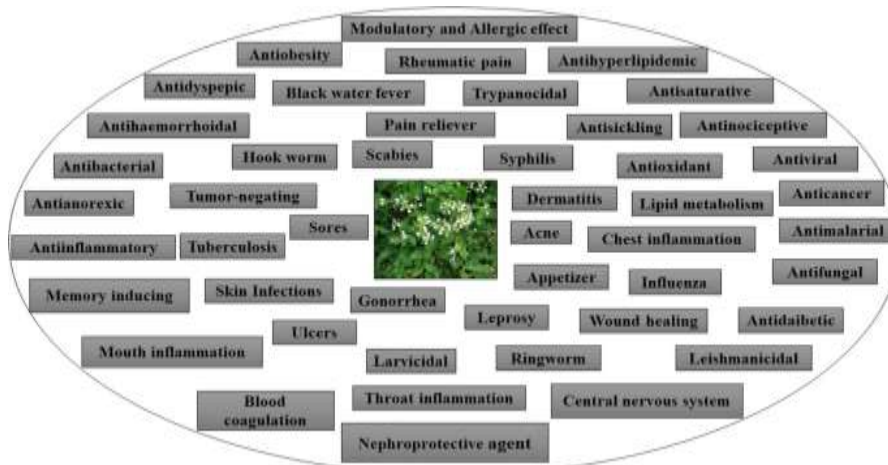 Modulatory and Allergic effect
Antiobesity
Rheumatic pain
Antihyperlipidemic
Antidyspepic
Black water fever
Trypanocidal
Antisaturative
Antihaemorrhoidal
Pain reliever
Antisickling
Antinociceptive
Antibacterial
Hook worm
Scabies
Syphilis
Antioxidant
Antiviral
Antianorexic
Tumor-negating
Dermatitis
Lipid metabolism
Anticancer
Antiinflammatory
Tuberculosis
Sores
Acne
Chest inflammation
Antimalarial
Memory inducing
Skin Infections
Gonorrhea
Appetizer
Influenza
Antifungal
Mouth inflammation
Ulcers
Leprosy
Wound healing
Antidaibetic
Larvicidal
Ringworm
Leishmanicidal
Blood
coagulation
Throat inflammation
Central nervous system
Nephroprotective agent